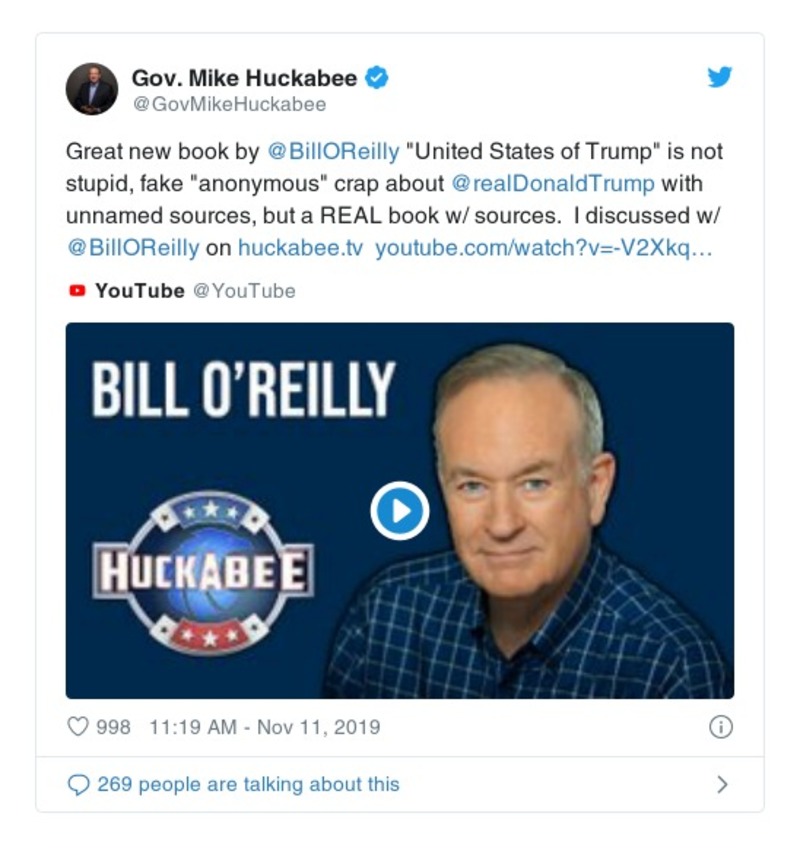 Gov. Mike Huckabee
@GovMikeHuckabee
Great new book by @BillOReilly "United States of Trump" is not
stupid, fake "anonymous" crap about @realDonaldTrump with
unnamed sources, but a REAL book w/ sources.  I discussed w/
@BillOReilly on huckabee.tv  youtube.com/watch?v=-V2Xkq…
YouTube @YouTube
BILL O'REILLY
HUCKABEE
998 11:19 AM - Nov 11, 2019
269 people are talking about this